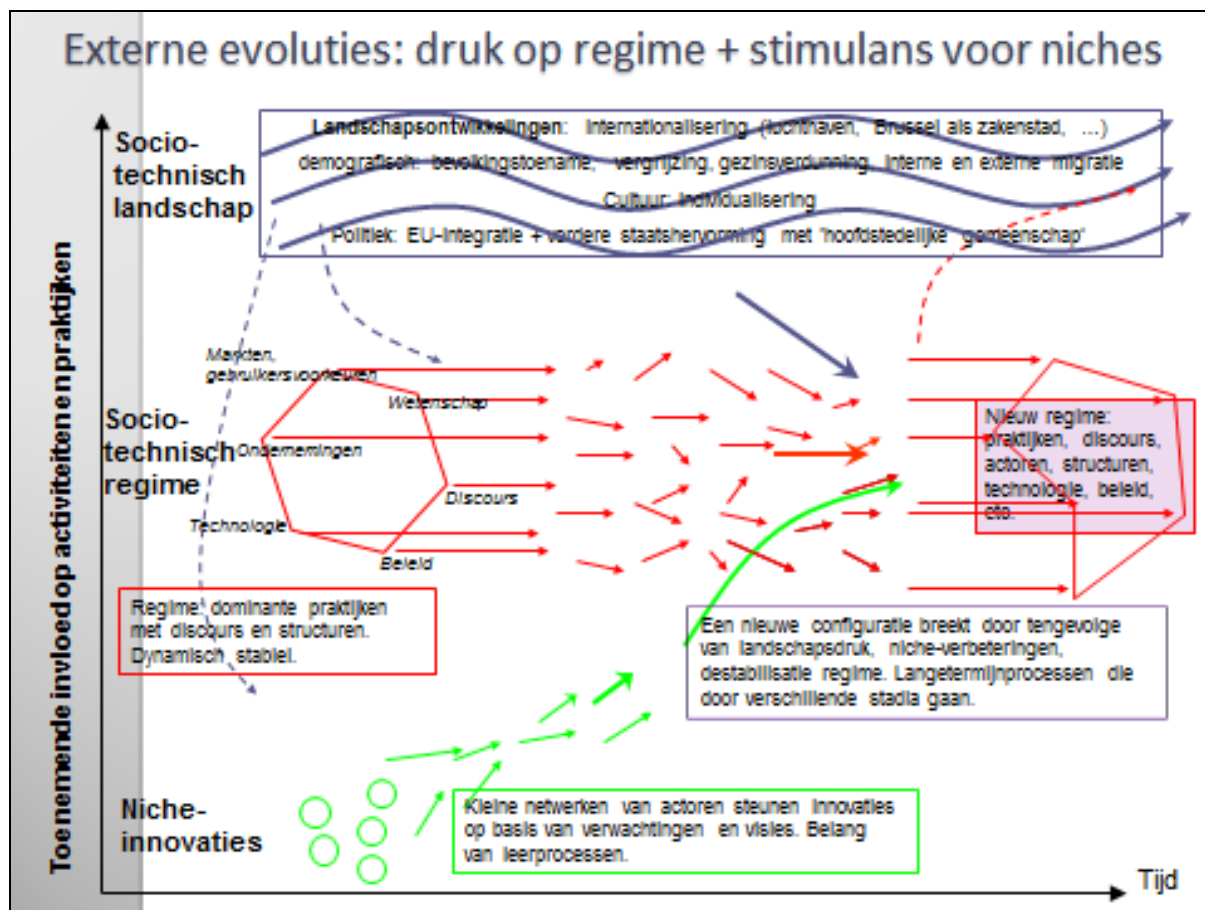 Externe evoluties: druk op regime + stimulans voor niches
Toenemende invloed op activiteiten en praktijken
Socio-
technisch
landschap
Landschapsontwikkelingen: Internationalisering (luchthaven, Brussel als zakenstad, …)
demografisch: bevolkingstoename, vergrijzing, gezinsverdunning, interne en externe migratie
Cultuur: individualisering
Politiek: EU-integratie + verdere staatshervorming met 'hoofdstedelijke gemeenschap'
Socio-
technisch
regime
Markten,
gebruikersvoorkeuren
Wetenschap
Ondernemingen
Discours
Technologie
Beleid
Nieuw regime:
praktijken, discours,
actoren, structuren,
technologie, beleid,
etc.
Regime: dominante praktijken
met discours en structuren.
Dynamisch stabiel.
Een nieuwe configuratie breekt door tengevolge
van landschapsdruk, niche-verbeteringen,
destabilisatie regime. Langetermijnprocessen die
door verschillende stadia gaan.
Niche-
innovaties
Kleine netwerken van actoren steunen innovaties
op basis van verwachtingen en visies. Belang
van leerprocessen.
Tijd